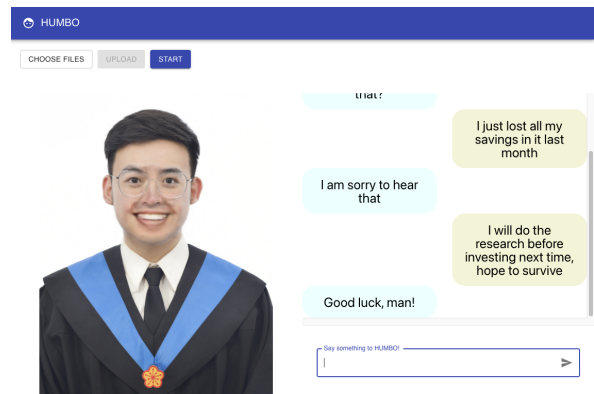 HUMBO
CHOOSE FILES
UPLOAD
START
that?
I just lost all my
savings in it last
month
I am sorry to hear
that
I will do the
research before
investing next time,
hope to survive
Good luck, man!
Say something to HUMBO!